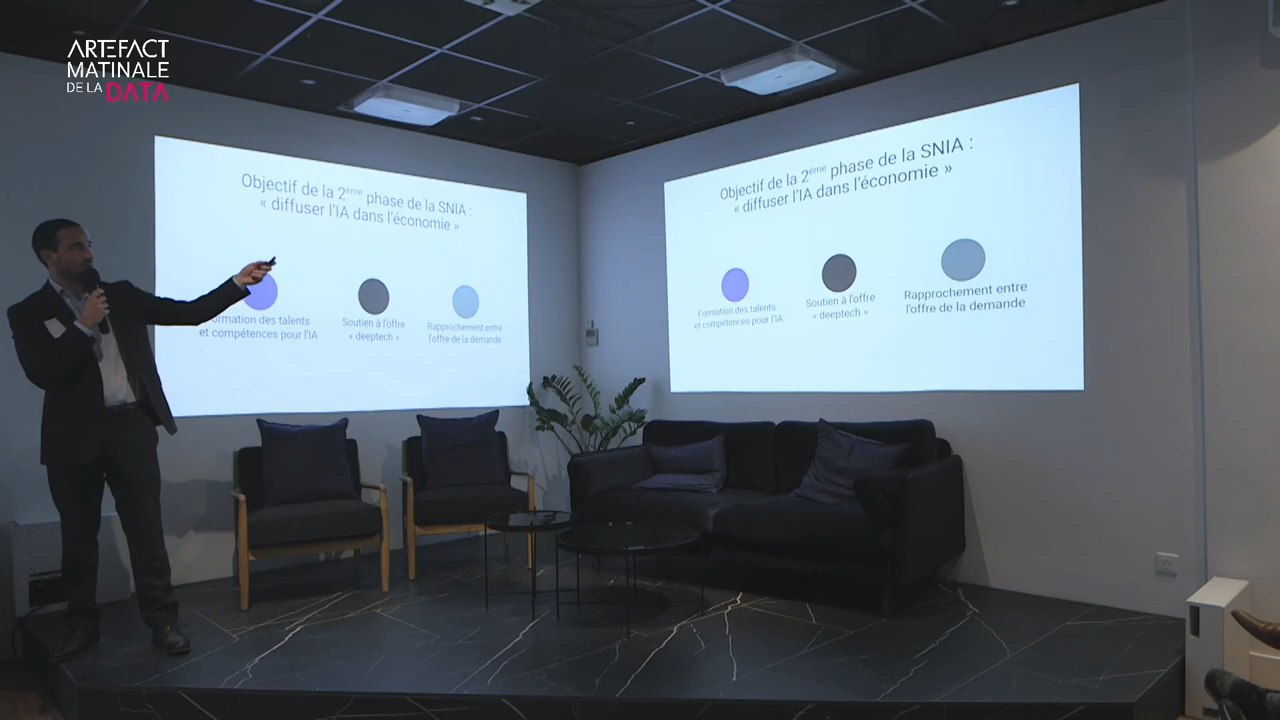 ARTEFACT
MATINALE
DE LA DATA
Objectif de la 2ème phase de la SNIA :
« diffuser l'IA dans l'économie »
Formation des talents
et compétences pour l'IA
Soutien à l'offre
« deeptech »
Rapprochement entre
l'offre de la demande
Objectif de la 2ème phase de la SNIA :
« diffuser l'IA dans l'économie »
Formation des talents
et compétences pour l'IA
Soutien à l'offre
« deeptech »
Rapprochement entre
l'offre de la demande